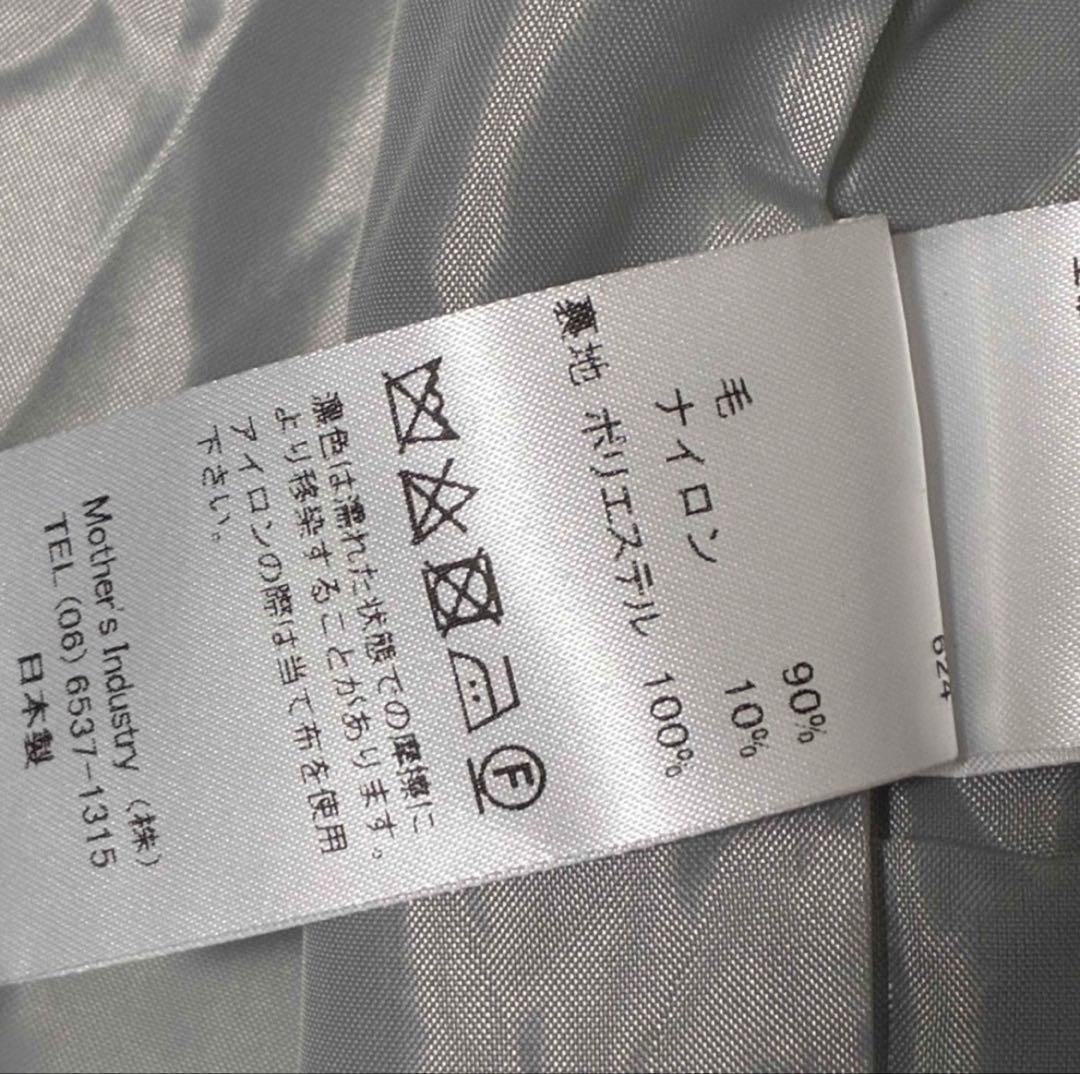 624
毛 90%
ナイロン 10%
裏地 ポリエステル 100%
F
濃色は濡れた状態での摩擦に
より移染することがあります。
アイロンの際は当て布を使用
下さい。
Mother's Industry (株)
TEL (06) 6537-1315
日本製